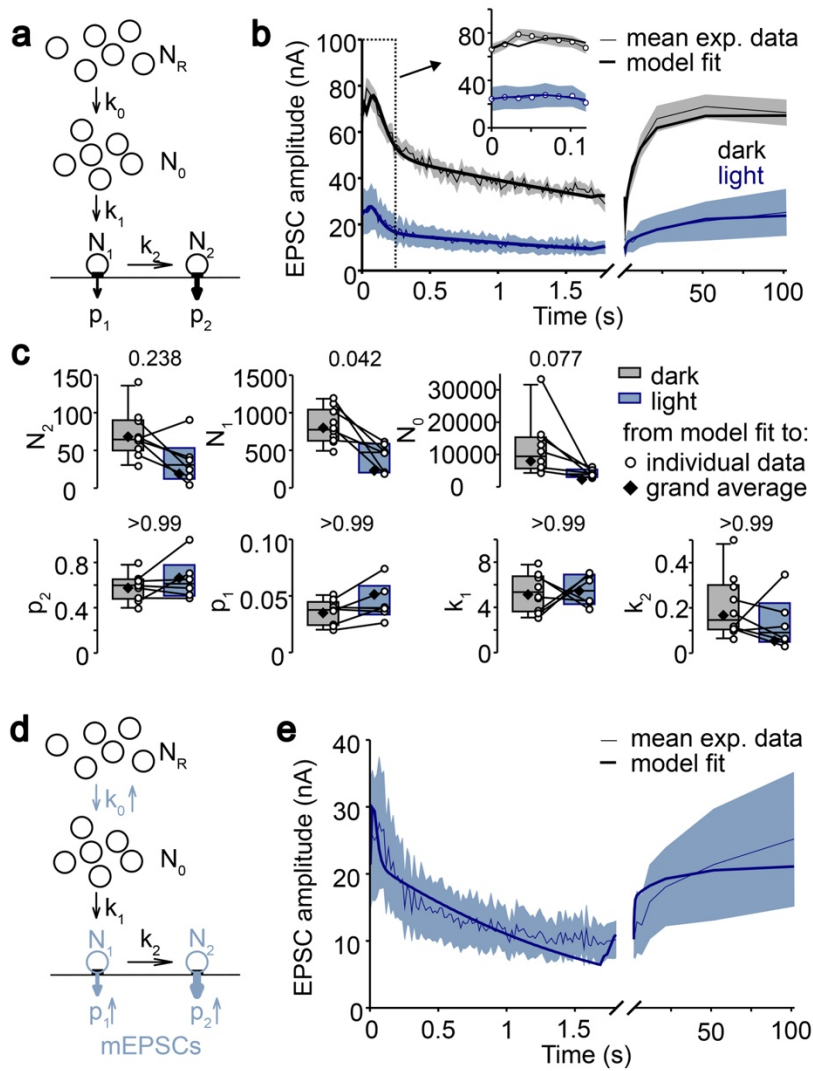 a
N_R
k_0
N_0
k_1
N_1 k_2 N_2
p_1 p_2
b
EPSC amplitude (nA)
100
80
60
40
20
0
0 0.5 1 1.5 50 100
Time (s)
80
40
0
0 0.1
mean exp. data
model fit
dark
light
c
0.238
N_2
150
100
50
0
0.042
N_1
1500
1000
500
0
0.077
N_0
30000
20000
10000
0
dark
light
from model fit to:
individual data
grand average
>0.99
p_2
0.8
0.4
0
>0.99
p_1
0.10
0.05
0
>0.99
k_1
8
4
0
>0.99
k_2
0.4
0.2
0
d
N_R
k_0
N_0
k_1
N_1 k_2 N_2
p_1 p_2
mEPSCs
e
EPSC amplitude (nA)
40
30
20
10
0
0 0.5 1 1.5 50 100
Time (s)
mean exp. data
model fit